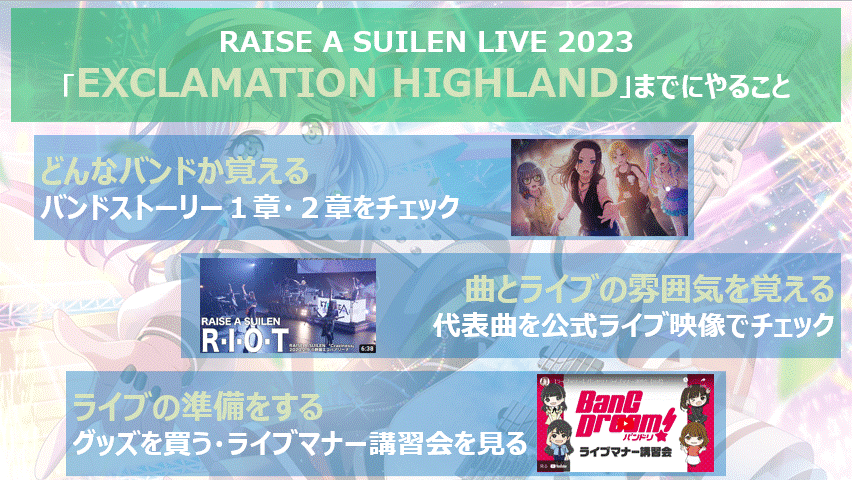 RAISE A SUILEN LIVE 2023
「EXCLAMATION HIGHLAND」までにやること
どんなバンドか覚える
バンドストーリー１章・２章をチェック
曲とライブの雰囲気を覚える
代表曲を公式ライブ映像でチェック
RAISE A SUILEN
R·I·O·T
6:38
ライブの準備をする
グッズを買う・ライブマナー講習会を見る
BanG
Dream!
バンドリ
ライブマナー講習会
YouTube